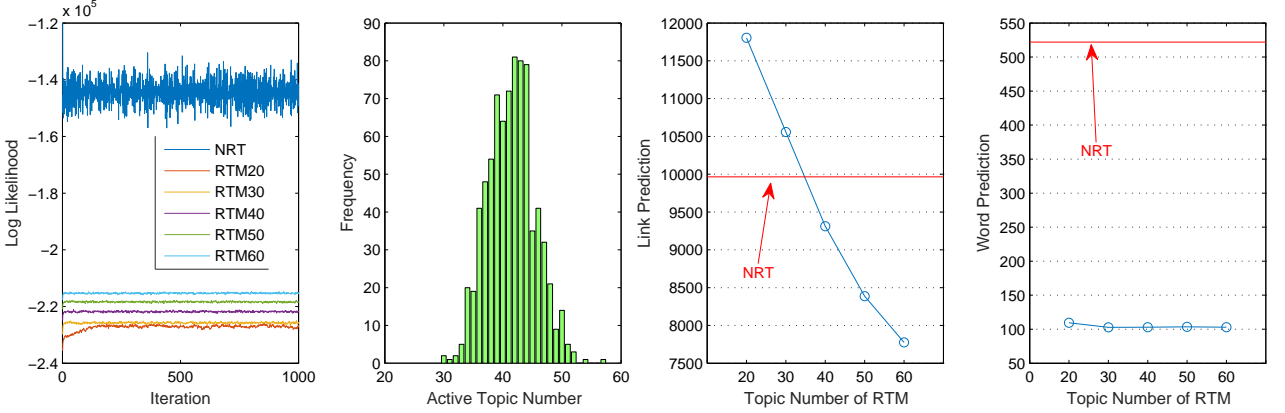 x 10^5
−1.2
−1.4
−1.6
−1.8
−2
−2.2
−2.4
Log Likelihood
NRT
RTM20
RTM30
RTM40
RTM50
RTM60
0 500 1000
Iteration
90
80
70
60
50
40
30
20
10
0
Frequency
20 30 40 50 60
Active Topic Number
12000
11500
11000
10500
10000
9500
9000
8500
8000
7500
Link Prediction
NRT
20 30 40 50 60
Topic Number of RTM
550
500
450
400
350
300
250
200
150
100
50
Word Prediction
NRT
0 20 30 40 50 60
Topic Number of RTM